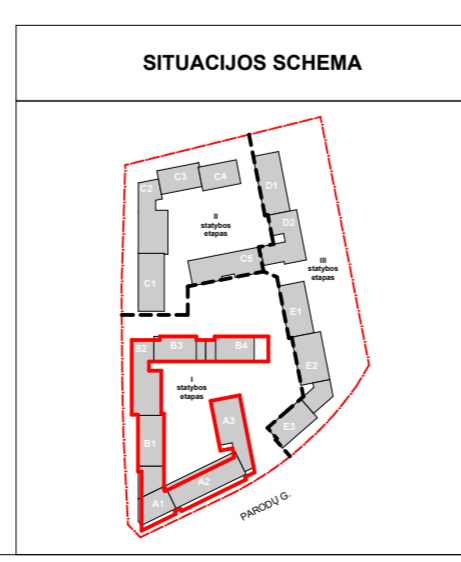 SITUACIJOS SCHEMA
C3
C4
D1
C2
II
statybos
etapas
D2
C5
III
statybos
etapas
C1
E1
B2
B3
B4
E2
I
statybos
etapas
A3
E3
B1
A2
A1
PARODŲ G.